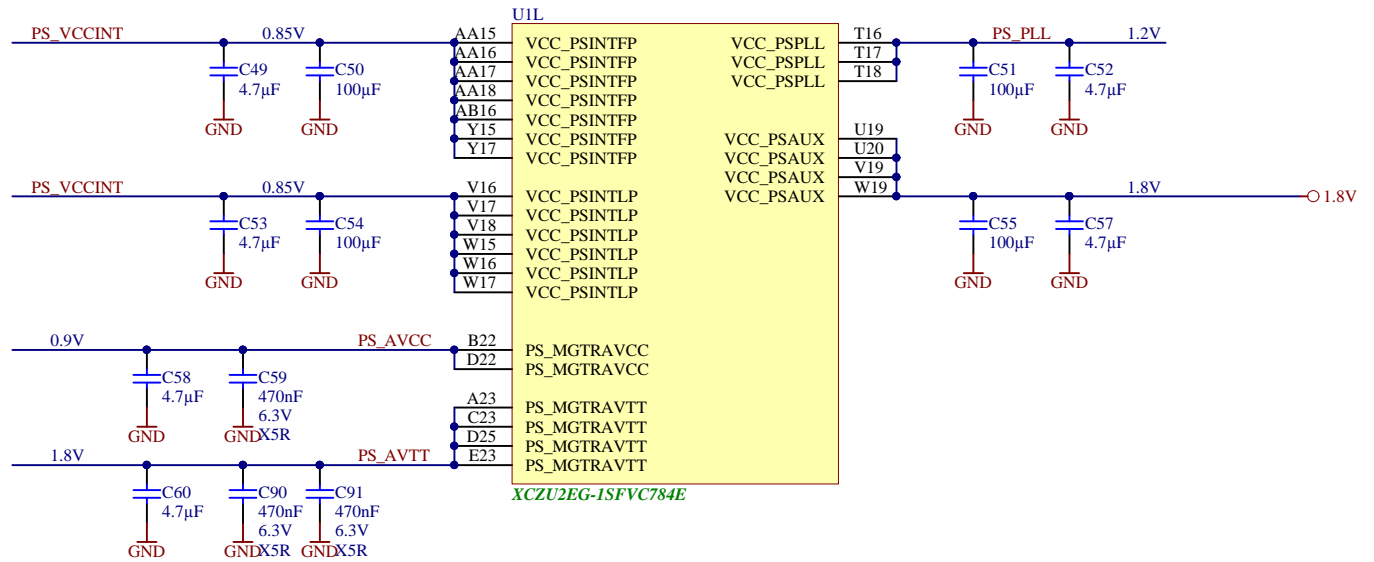 U1L
PS_VCCINT 0.85V AA15 VCC_PSINTFP VCC_PSPLL T16 PS_PLL 1.2V
AA16 VCC_PSINTFP VCC_PSPLL T17
C49 C50 AA17 VCC_PSINTFP VCC_PSPLL T18 C51 C52
4.7µF 100µF AA18 VCC_PSINTFP 100µF 4.7µF
AB16 VCC_PSINTFP
GND GND Y15 VCC_PSINTFP VCC_PSAUX U19 GND GND
Y17 VCC_PSINTFP VCC_PSAUX U20
VCC_PSAUX V19
PS_VCCINT 0.85V V16 VCC_PSINTLP VCC_PSAUX W19 1.8V 1.8V
V17 VCC_PSINTLP
C53 C54 V18 VCC_PSINTLP C55 C57
4.7µF 100µF W15 VCC_PSINTLP 100µF 4.7µF
W16 VCC_PSINTLP
GND GND W17 VCC_PSINTLP GND GND
0.9V PS_AVCC B22 PS_MGTRAVCC
D22 PS_MGTRAVCC
C58 C59
4.7µF 470nF
6.3V
A23 PS_MGTRAVTT
C23 PS_MGTRAVTT
GND GND X5R
D25 PS_MGTRAVTT
1.8V PS_AVTT E23 PS_MGTRAVTT
XCZU2EG-1SFVC784E
C60 C90 C91
4.7µF 470nF 470nF
6.3V 6.3V
GND GND X5R GND X5R